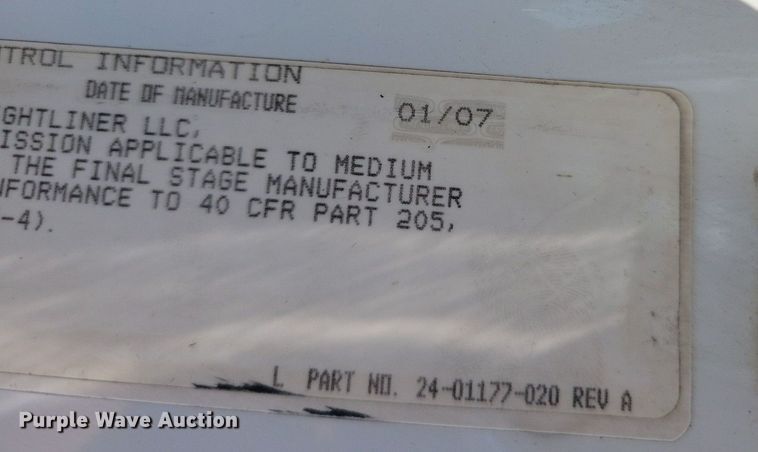 NTROL INFORMATION
DATE OF MANUFACTURE 01/07
GHTLINER LLC,
ISSION APPLICABLE TO MEDIUM
THE FINAL STAGE MANUFACTURER
NFORMANCE TO 40 CFR PART 205,
-4).
L PART NO. 24-01177-020 REV A
Purple Wave Auction